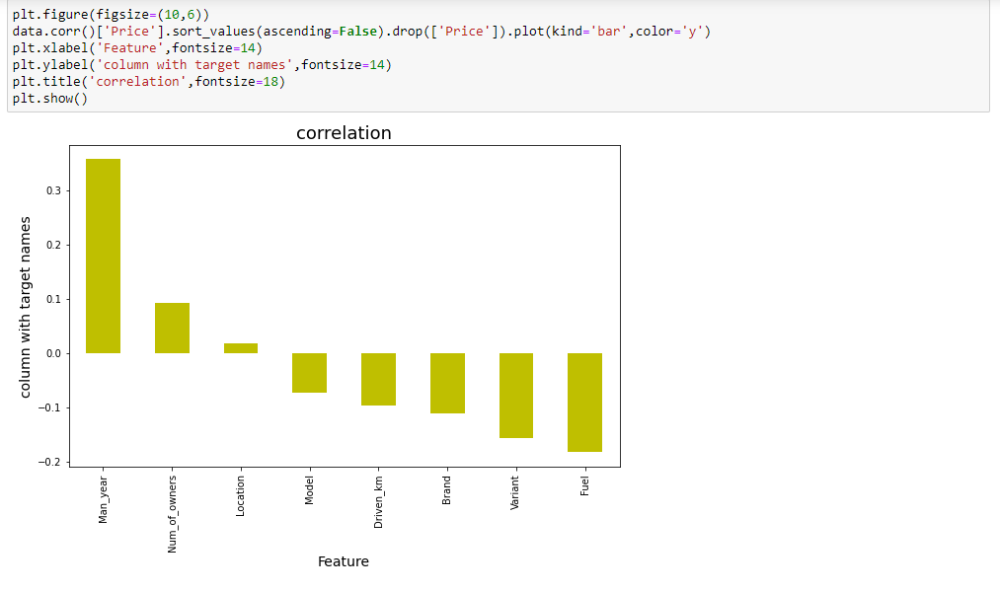 plt.figure(figsize=(10,6))
data.corr()['Price'].sort_values(ascending=False).drop(['Price']).plot(kind='bar',color='y')
plt.xlabel('Feature',fontsize=14)
plt.ylabel('column with target names',fontsize=14)
plt.title('correlation',fontsize=18)
plt.show()
correlation
column with target names
0.3
0.2
0.1
0.0
−0.1
−0.2
Man_year
Num_of_owners
Location
Model
Driven_km
Brand
Variant
Fuel
Feature